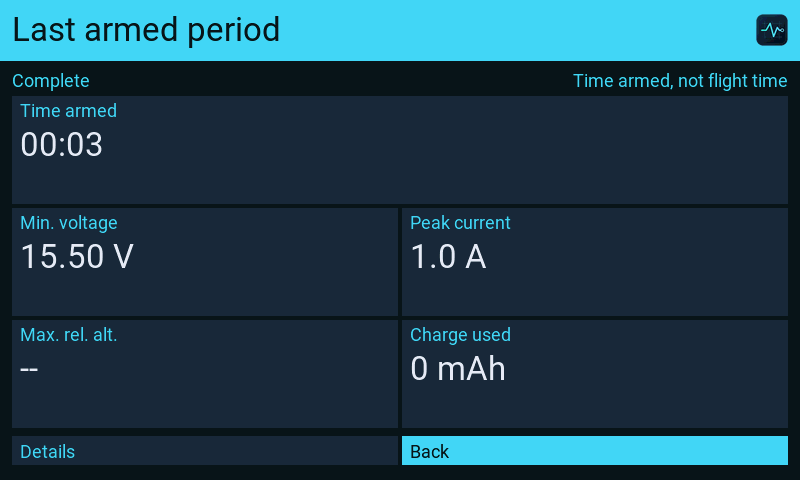 Last armed period
Complete
Time armed, not flight time
Time armed
00:03
Min. voltage
15.50 V
Peak current
1.0 A
Max. rel. alt.
--
Charge used
0 mAh
Details
Back